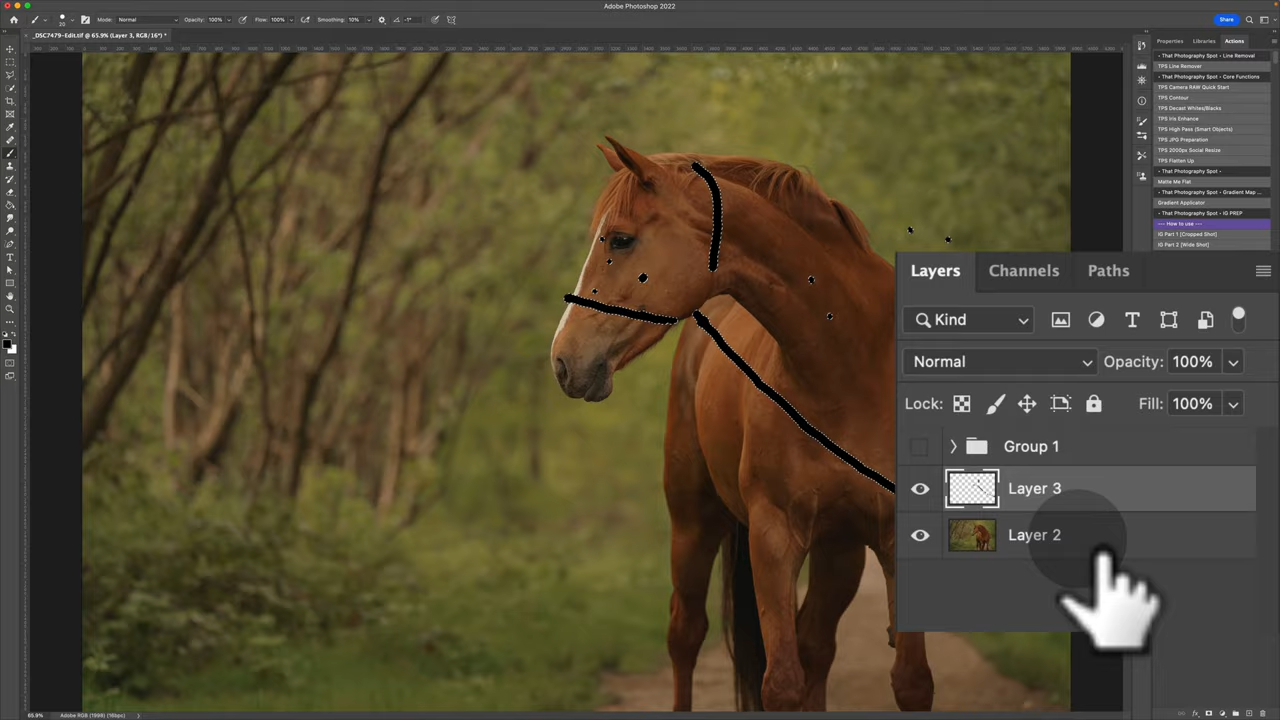 Adobe Photoshop 2022
20
Mode: Normal
Opacity: 100%
Flow: 100%
Smoothing: 10%
Share
_DSC7479-Edit.tif @ 65.9% (Layer 3, RGB/16*) *
Properties
Libraries
Actions
• That Photography Spot - Line Removal
TPS Line Remover
• That Photography Spot - Core Functions
TPS Camera RAW Quick Start
TPS Contour
TPS Decast Whites/Blacks
TPS Iris Enhance
TPS High Pass (Smart Objects)
TPS JPG Preparation
TPS 2000px Social Resize
TPS Flatten Up
• That Photography Spot -
Matte Me Flat
• That Photography Spot - Gradient Map ...
Gradient Applicator
• That Photography Spot - IG PREP
--- How to use ---
IG Part 1 [Cropped Shot]
IG Part 2 [Wide Shot]
Layers
Channels
Paths
Kind
Normal
Opacity: 100%
Lock:
Fill: 100%
Group 1
Layer 3
Layer 2
65.9%
Adobe RGB (1998) (16bpc)